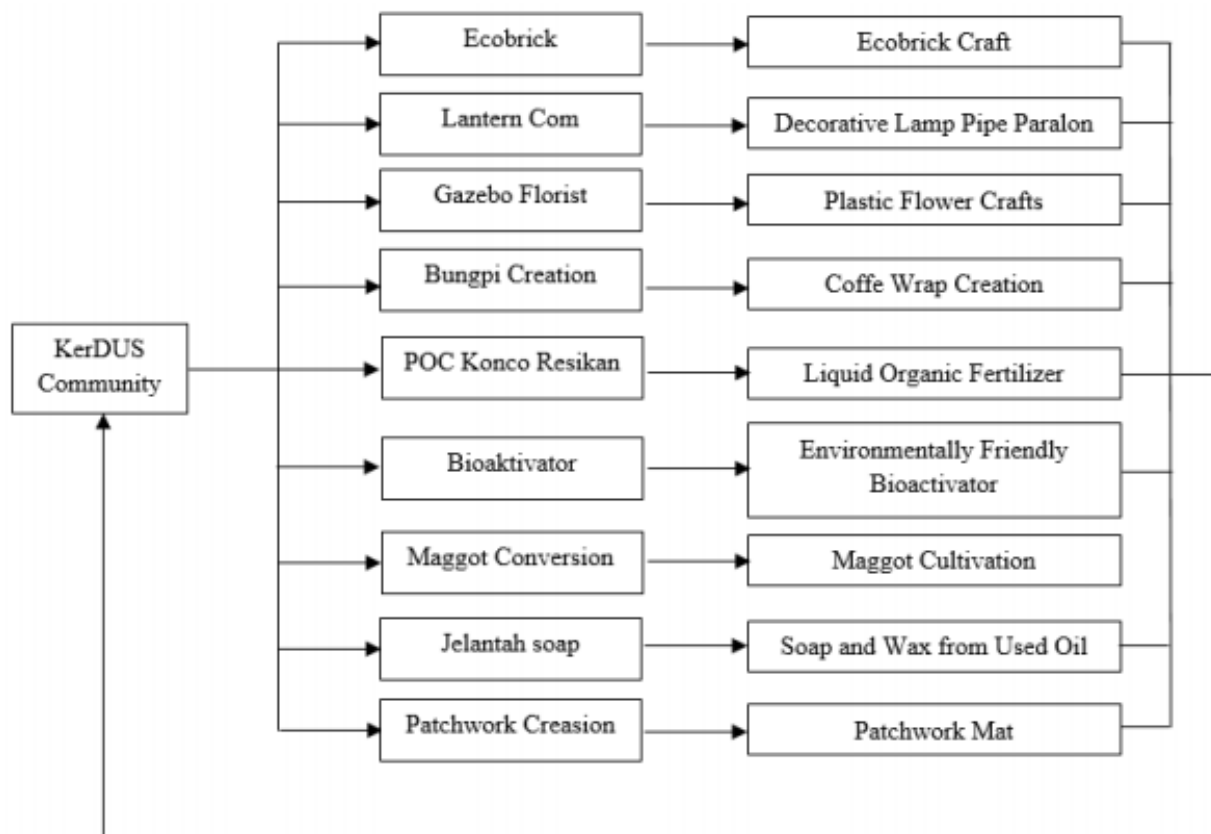 Ecobrick
Ecobrick Craft
Lantern Com
Decorative Lamp Pipe Paralon
Gazebo Florist
Plastic Flower Crafts
Bungpi Creation
Coffe Wrap Creation
KerDUS
Community
POC Konco Resikan
Liquid Organic Fertilizer
Bioaktivator
Environmentally Friendly
Bioactivator
Maggot Conversion
Maggot Cultivation
Jelantah soap
Soap and Wax from Used Oil
Patchwork Creasion
Patchwork Mat